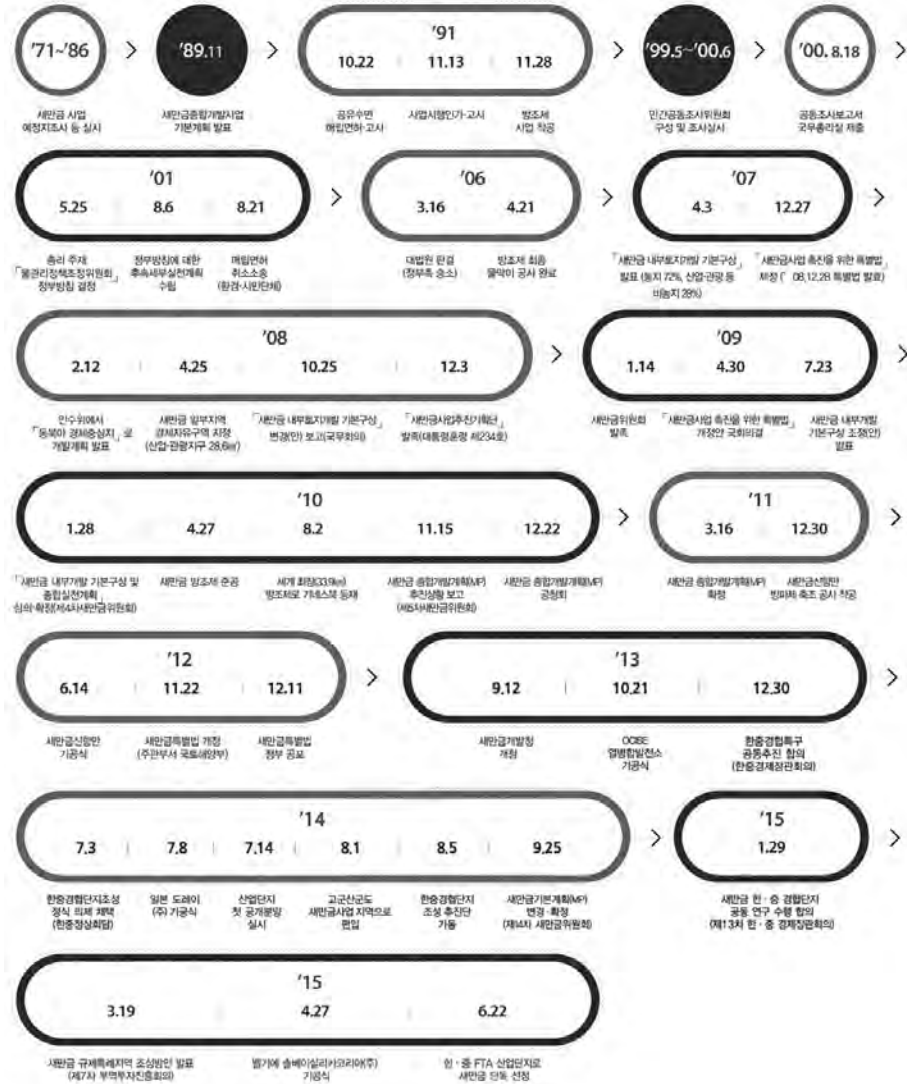 '71~'86
'89.11
'91
10.22 11.13 11.28
'99.5~'00.6
'00. 8.18
새만금 사업
예정지조사 등 실시
새만금종합개발사업
기본계획 발표
공유수면
매립면허·고시
사업시행인가·고시
방조제
사업 착공
민간공동조사위원회
구성 및 조사실시
공동조사보고서
국무총리실 제출
'01
5.25 8.6 8.21
'06
3.16 4.21
'07
4.3 12.27
총리 주재
「물관리정책조정위원회」
정부방침 결정
정부방침에 대한
후속세부실천계획
수립
매립면허
취소소송
(환경·시민단체)
대법원 판결
(정부측 승소)
방조제 최종
물막이 공사 완료
「새만금 내부토지개발 기본구상」
발표 (농지 72%, 산업·관광 등
비농지 28%)
「새만금사업 촉진을 위한 특별법」
제정 (' 08.12.28 특별법 발효)
'08
2.12 4.25 10.25 12.3
'09
1.14 4.30 7.23
인수위에서
「동북아 경제중심지」로
개발계획 발표
새만금 일부지역
경제자유구역 지정
(산업·관광지구 28.6㎢)
「새만금 내부토지개발 기본구상」
변경(안) 보고(국무회의)
「새만금사업추진기획단」
발족(대통령훈령 제234호)
새만금위원회
발족
「새만금사업 촉진을 위한 특별법」
개정안 국회의결
새만금 내부개발
기본구상 조정(안)
발표
'10
1.28 4.27 8.2 11.15 12.22
'11
3.16 12.30
「새만금 내부개발 기본구상 및
종합실천계획」
심의·확정(제4차새만금위원회)
새만금 방조제 준공
세계 최장(33.9㎞)
방조제로 기네스북 등재
새만금 종합개발계획(MP)
추진상황 보고
(제5차새만금위원회)
새만금 종합개발계획(MP)
공청회
새만금 종합개발계획(MP)
확정
새만금신항만
방파제 축조 공사 착공
'12
6.14 11.22 12.11
'13
9.12 10.21 12.30
새만금신항만
기공식
새만금특별법 개정
(주관부서 국토해양부)
새만금특별법
정부 공포
새만금개발청
개청
OCISE
열병합발전소
기공식
한중경협특구
공동추진 합의
(한중경제장관회의)
'14
7.3 7.8 7.14 8.1 8.5 9.25
'15
1.29
한중경협단지조성
정식 의제 채택
(한중정상회담)
일본 도레이
(주) 기공식
산업단지
첫 공개분양
실시
고군산군도
새만금사업 지역으로
편입
한중경협단지
조성 추진단
가동
새만금기본계획(MP)
변경·확정
(제14차 새만금위원회)
새만금 한·중 경협단지
공동 연구 수행 합의
(제13차 한·중 경제장관회의)
'15
3.19 4.27 6.22
새만금 규제특례지역 조성방안 발표
(제7차 무역투자진흥회의)
벨기에 솔베이실리카코리아(주)
기공식
한·중 FTA 산업단지로
새만금 단독 선정